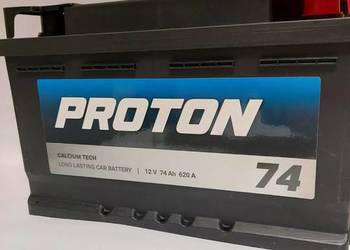 PROTON
CALCIUM TECH
LONG LASTING CAR BATTERY | 12 V 74 Ah 620 A
74